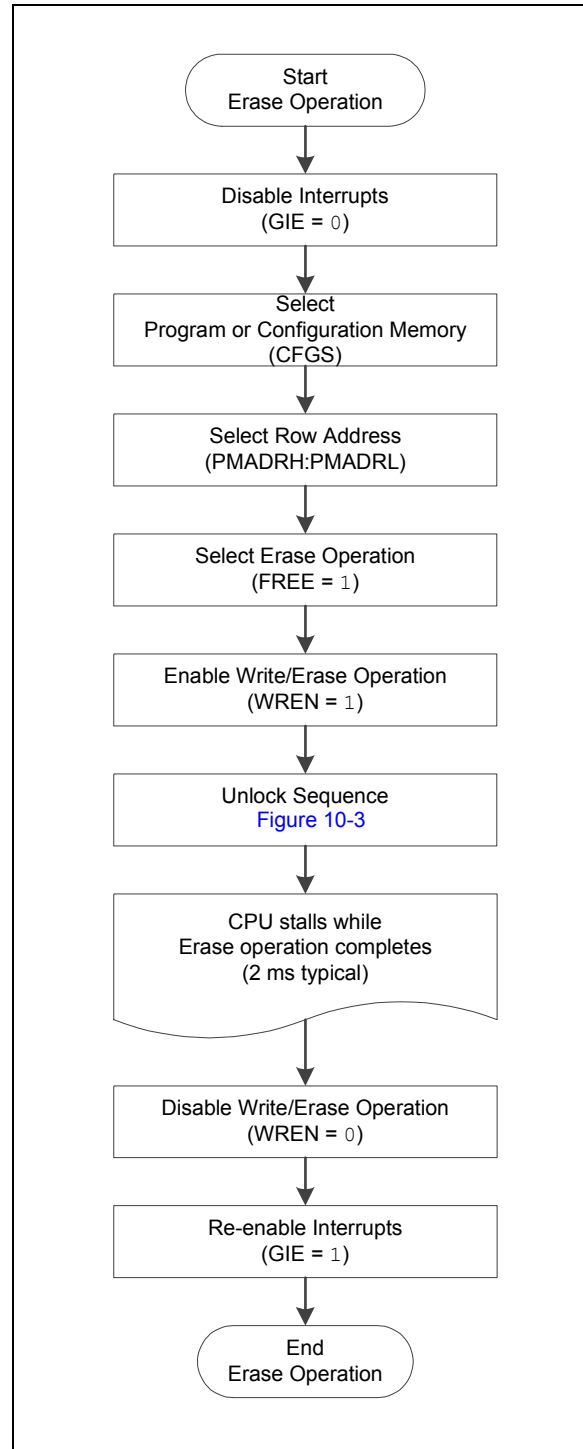 Start
Erase Operation
Disable Interrupts
(GIE = 0)
Select
Program or Configuration Memory
(CFGS)
Select Row Address
(PMADRH:PMADRL)
Select Erase Operation
(FREE = 1)
Enable Write/Erase Operation
(WREN = 1)
Unlock Sequence
Figure 10-3
CPU stalls while
Erase operation completes
(2 ms typical)
Disable Write/Erase Operation
(WREN = 0)
Re-enable Interrupts
(GIE = 1)
End
Erase Operation